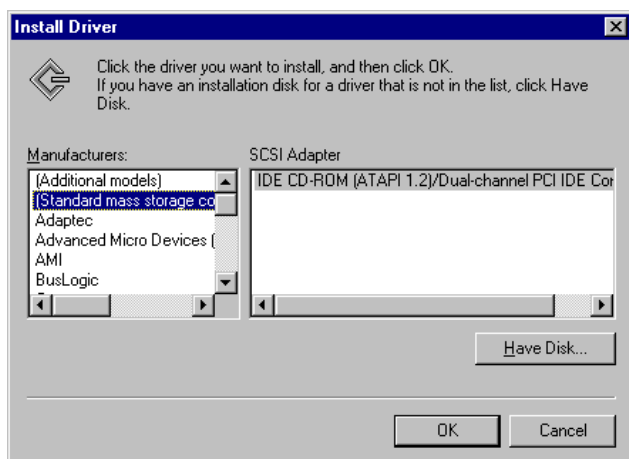 Install Driver
Click the driver you want to install, and then click OK.
If you have an installation disk for a driver that is not in the list, click Have
Disk.
Manufacturers:
(Additional models)
(Standard mass storage co
Adaptec
Advanced Micro Devices (
AMI
BusLogic
SCSI Adapter
IDE CD-ROM (ATAPI 1.2)/Dual-channel PCI IDE Con
Have Disk...
OK
Cancel